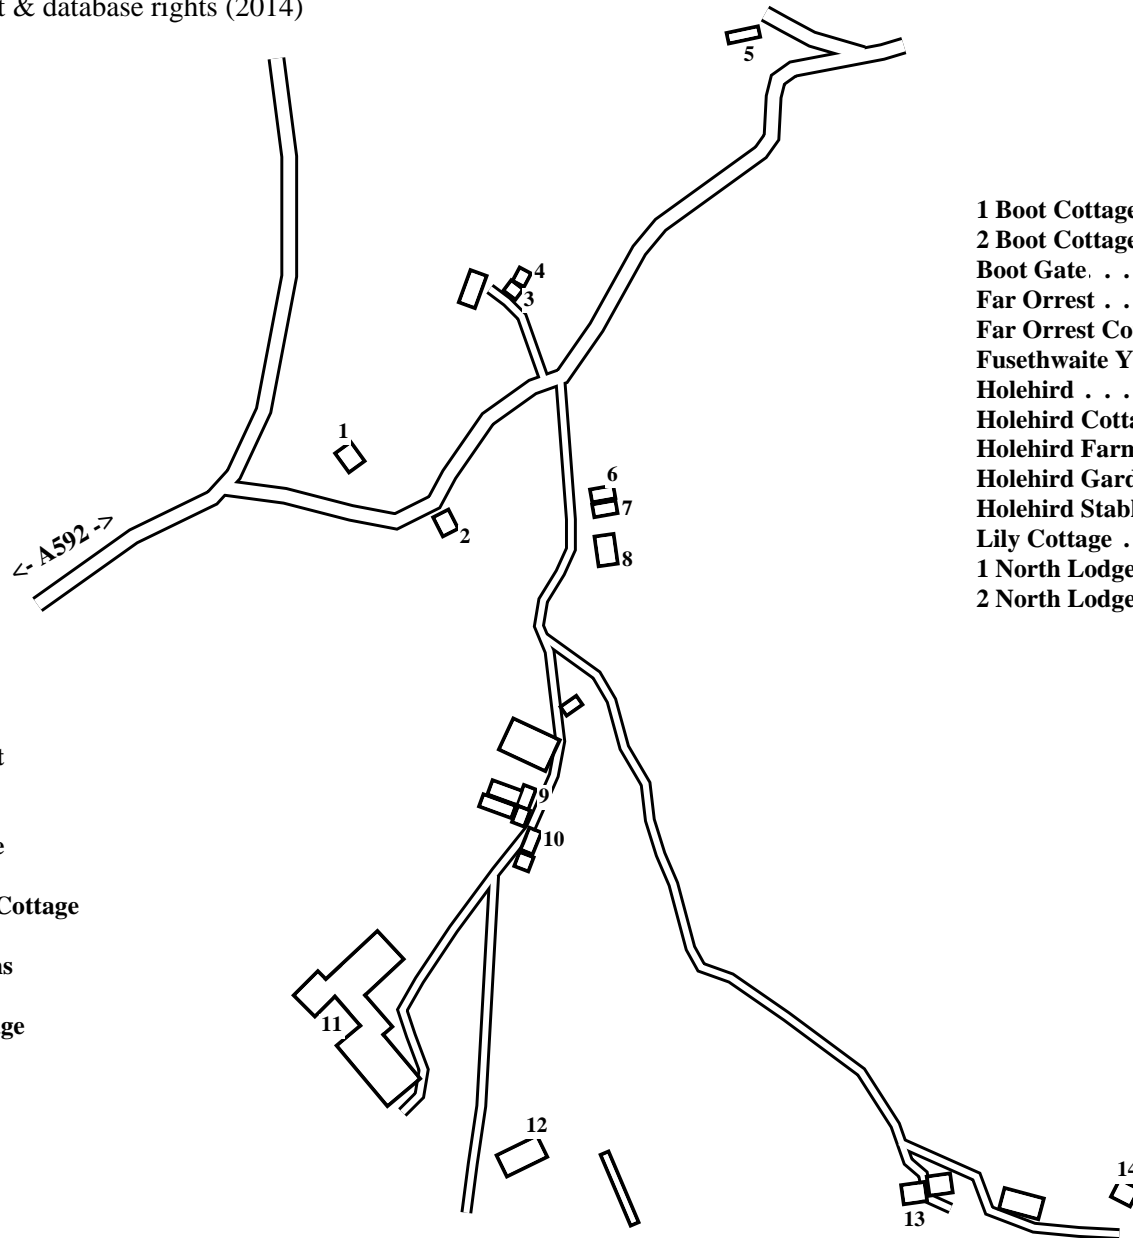 t & database rights (2014)
5
1 Boot Cottage
2 Boot Cottage
Boot Gate . . .
Far Orrest . .
Far Orrest Co
Fusethwaite Y
Holehird . . .
Holehird Cotta
Holehird Farm
Holehird Gard
Holehird Stabl
Lily Cottage .
1 North Lodge
2 North Lodge
4
3
1
2
6
7
8
<- A592 ->
9
10
t
e
Cottage
ns
ge
11
12
13
14